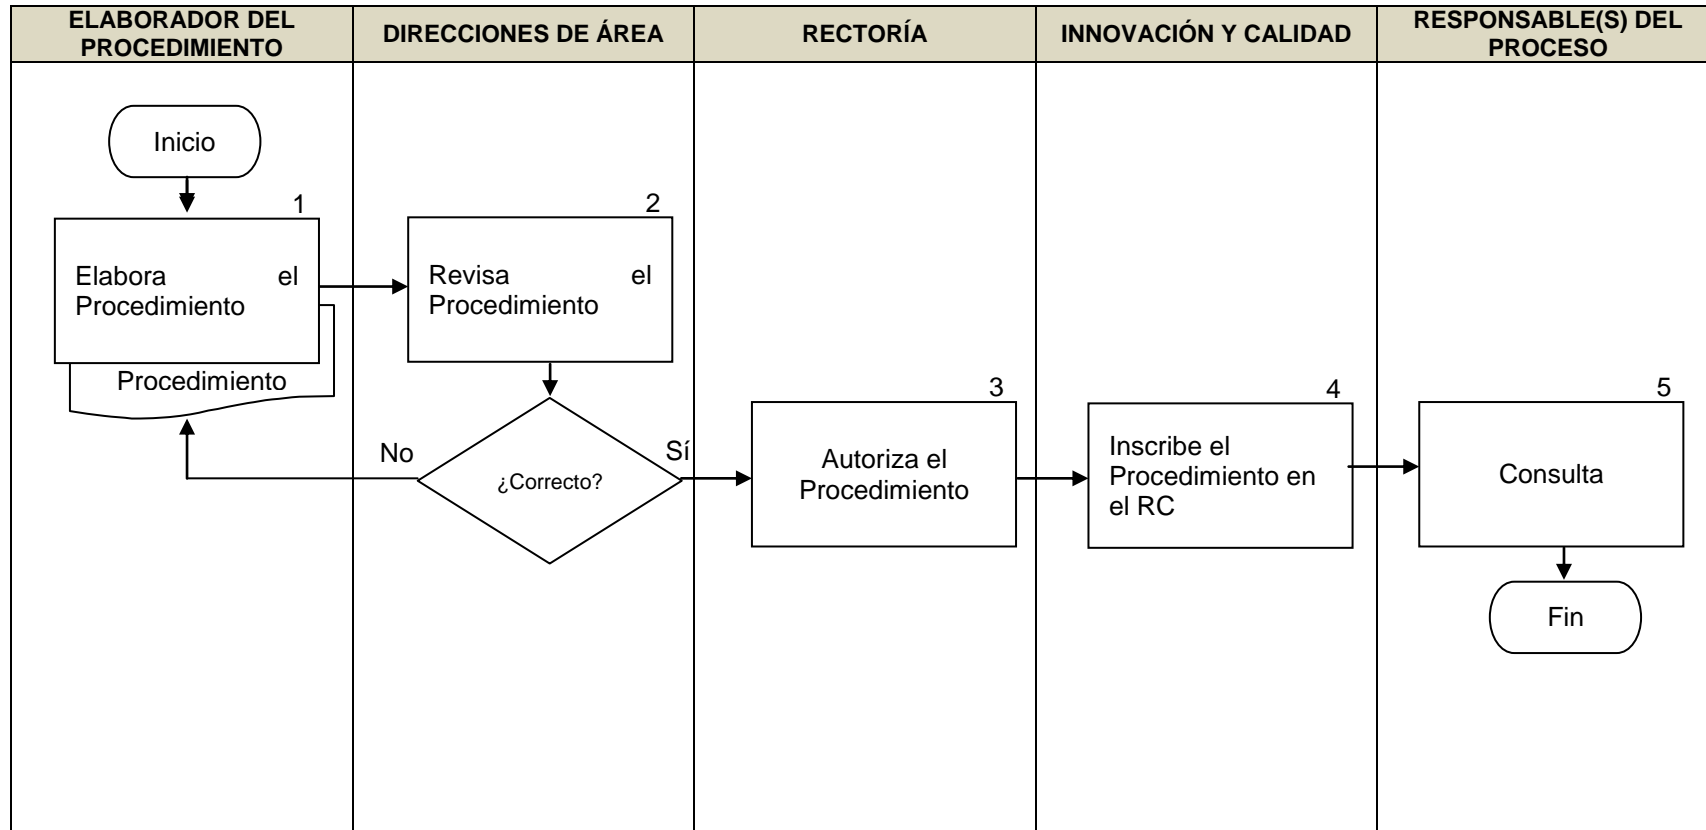 ELABORADOR DEL
PROCEDIMIENTO
DIRECCIONES DE ÁREA
RECTORÍA
INNOVACIÓN Y CALIDAD
RESPONSABLE(S) DEL
PROCESO
Inicio
1
Elabora el
Procedimiento
Procedimiento
2
Revisa el
Procedimiento
¿Correcto?
No
Sí
3
Autoriza el
Procedimiento
4
Inscribe el
Procedimiento en
el RC
5
Consulta
Fin